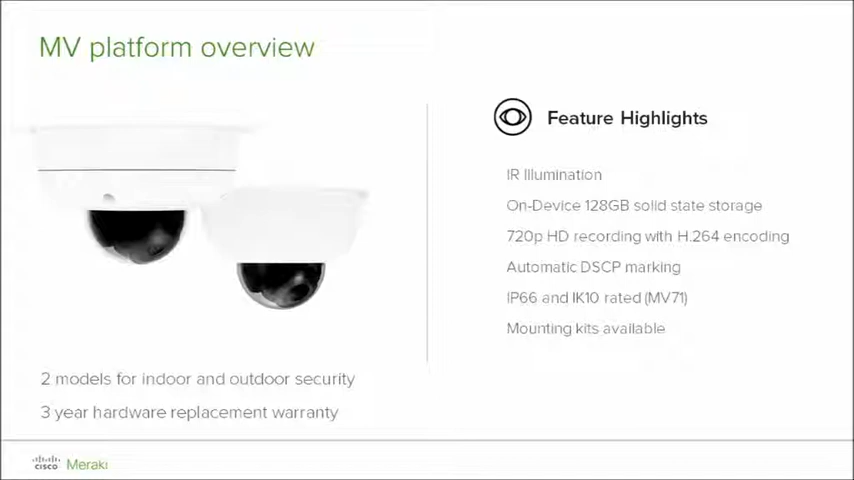 MV platform overview
Feature Highlights
IR Illumination
On-Device 128GB solid state storage
720p HD recording with H.264 encoding
Automatic DSCP marking
IP66 and IK10 rated (MV71)
Mounting kits available
2 models for indoor and outdoor security
3 year hardware replacement warranty
cisco Meraki